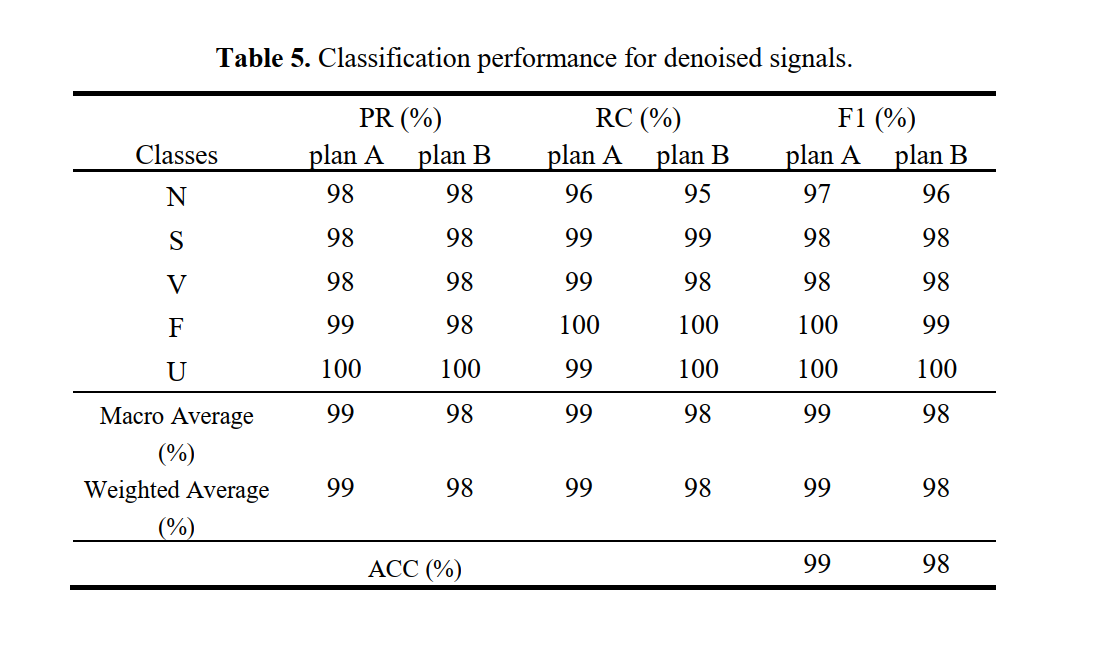 Table 5. Classification performance for denoised signals.
PR (%) RC (%) F1 (%)
Classes plan A plan B plan A plan B plan A plan B
N 98 98 96 95 97 96
S 98 98 99 99 98 98
V 98 98 99 98 98 98
F 99 98 100 100 100 99
U 100 100 99 100 100 100
Macro Average 99 98 99 98 99 98
(%)
Weighted Average 99 98 99 98 99 98
(%)
ACC (%) 99 98